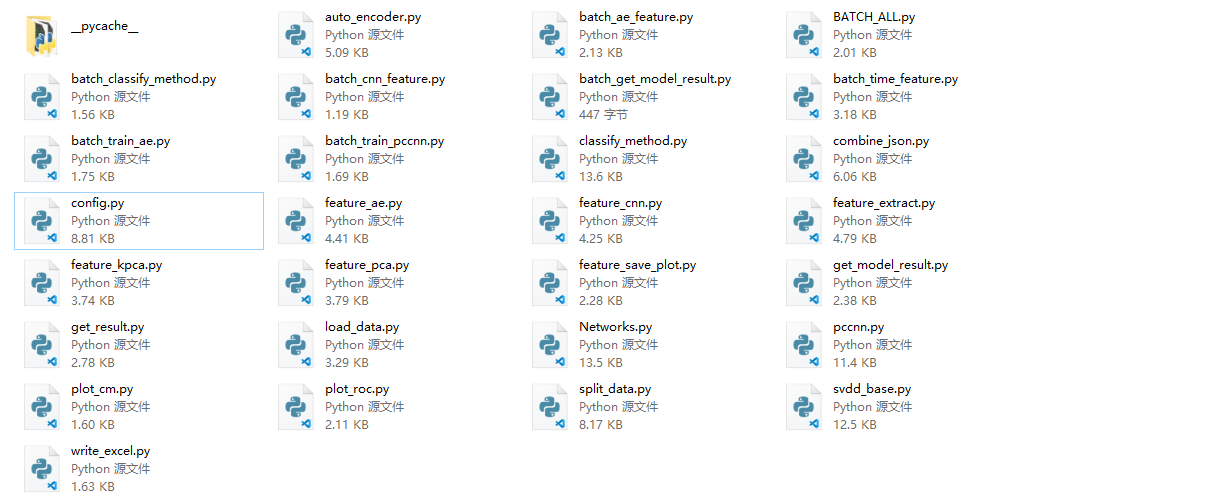 __pycache__
auto_encoder.py
Python 源文件
5.09 KB
batch_ae_feature.py
Python 源文件
2.13 KB
BATCH_ALL.py
Python 源文件
2.01 KB
batch_classify_method.py
Python 源文件
1.56 KB
batch_cnn_feature.py
Python 源文件
1.19 KB
batch_get_model_result.py
Python 源文件
447 字节
batch_time_feature.py
Python 源文件
3.18 KB
batch_train_ae.py
Python 源文件
1.75 KB
batch_train_pccnn.py
Python 源文件
1.69 KB
classify_method.py
Python 源文件
13.6 KB
combine_json.py
Python 源文件
6.06 KB
config.py
Python 源文件
8.81 KB
feature_ae.py
Python 源文件
4.41 KB
feature_cnn.py
Python 源文件
4.25 KB
feature_extract.py
Python 源文件
4.79 KB
feature_kpca.py
Python 源文件
3.74 KB
feature_pca.py
Python 源文件
3.79 KB
feature_save_plot.py
Python 源文件
2.28 KB
get_model_result.py
Python 源文件
2.38 KB
get_result.py
Python 源文件
2.78 KB
load_data.py
Python 源文件
3.29 KB
Networks.py
Python 源文件
13.5 KB
pccnn.py
Python 源文件
11.4 KB
plot_cm.py
Python 源文件
1.60 KB
plot_roc.py
Python 源文件
2.11 KB
split_data.py
Python 源文件
8.17 KB
svdd_base.py
Python 源文件
12.5 KB
write_excel.py
Python 源文件
1.63 KB